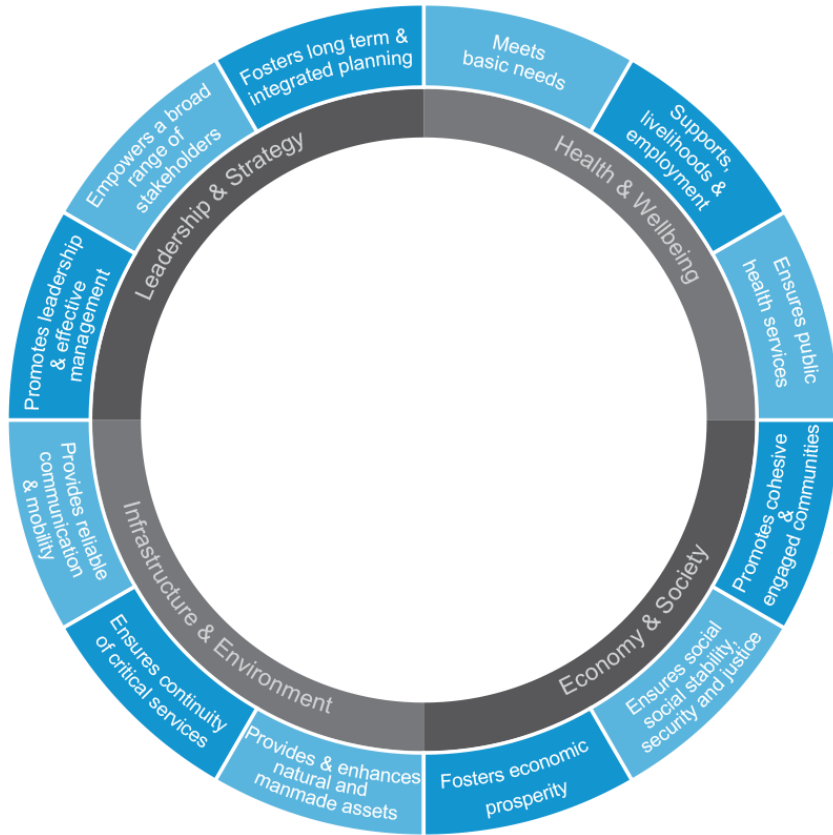 Meets
basic needs
Supports,
livelihoods &
employment
Ensures public
health services
Promotes cohesive
&
engaged communities
Ensures social
social stability,
security and justice
Fosters economic
prosperity
Provides & enhances
natural and
manmade assets
Ensures continuity
of critical services
Provides reliable
communication
& mobility
Promotes leadership
& effective
management
Empowers a broad
range of
stakeholders
Fosters long term &
integrated planning
Health & Wellbeing
Economy & Society
Infrastructure & Environment
Leadership & Strategy